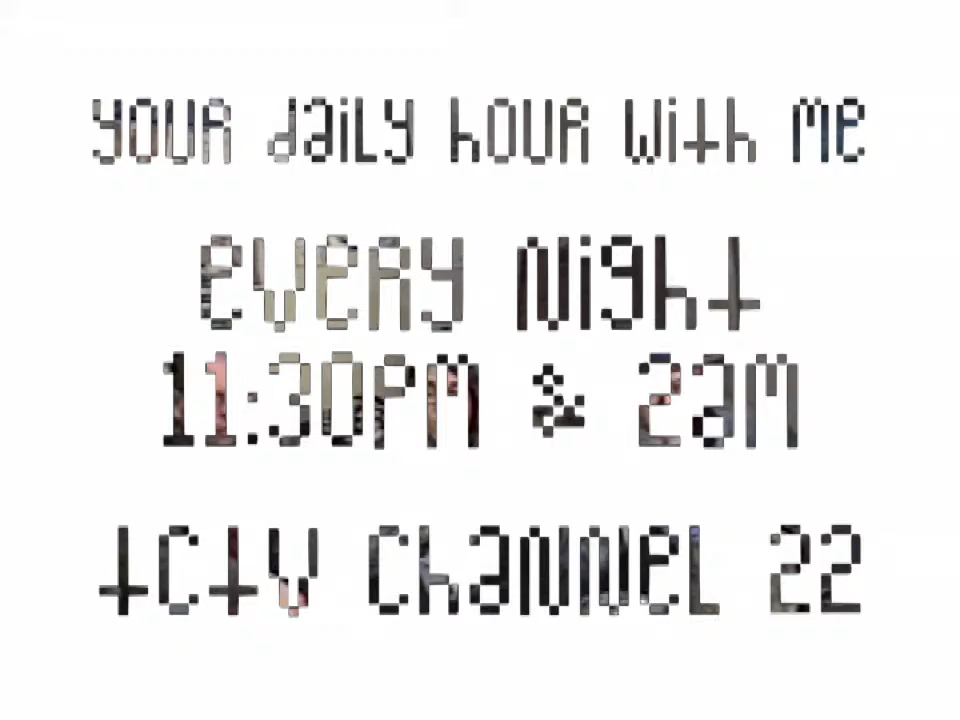 YOUR daily hOUR with ME
EVERY Night
11:30PM & 2aM
tCtV ChaNNEL 22